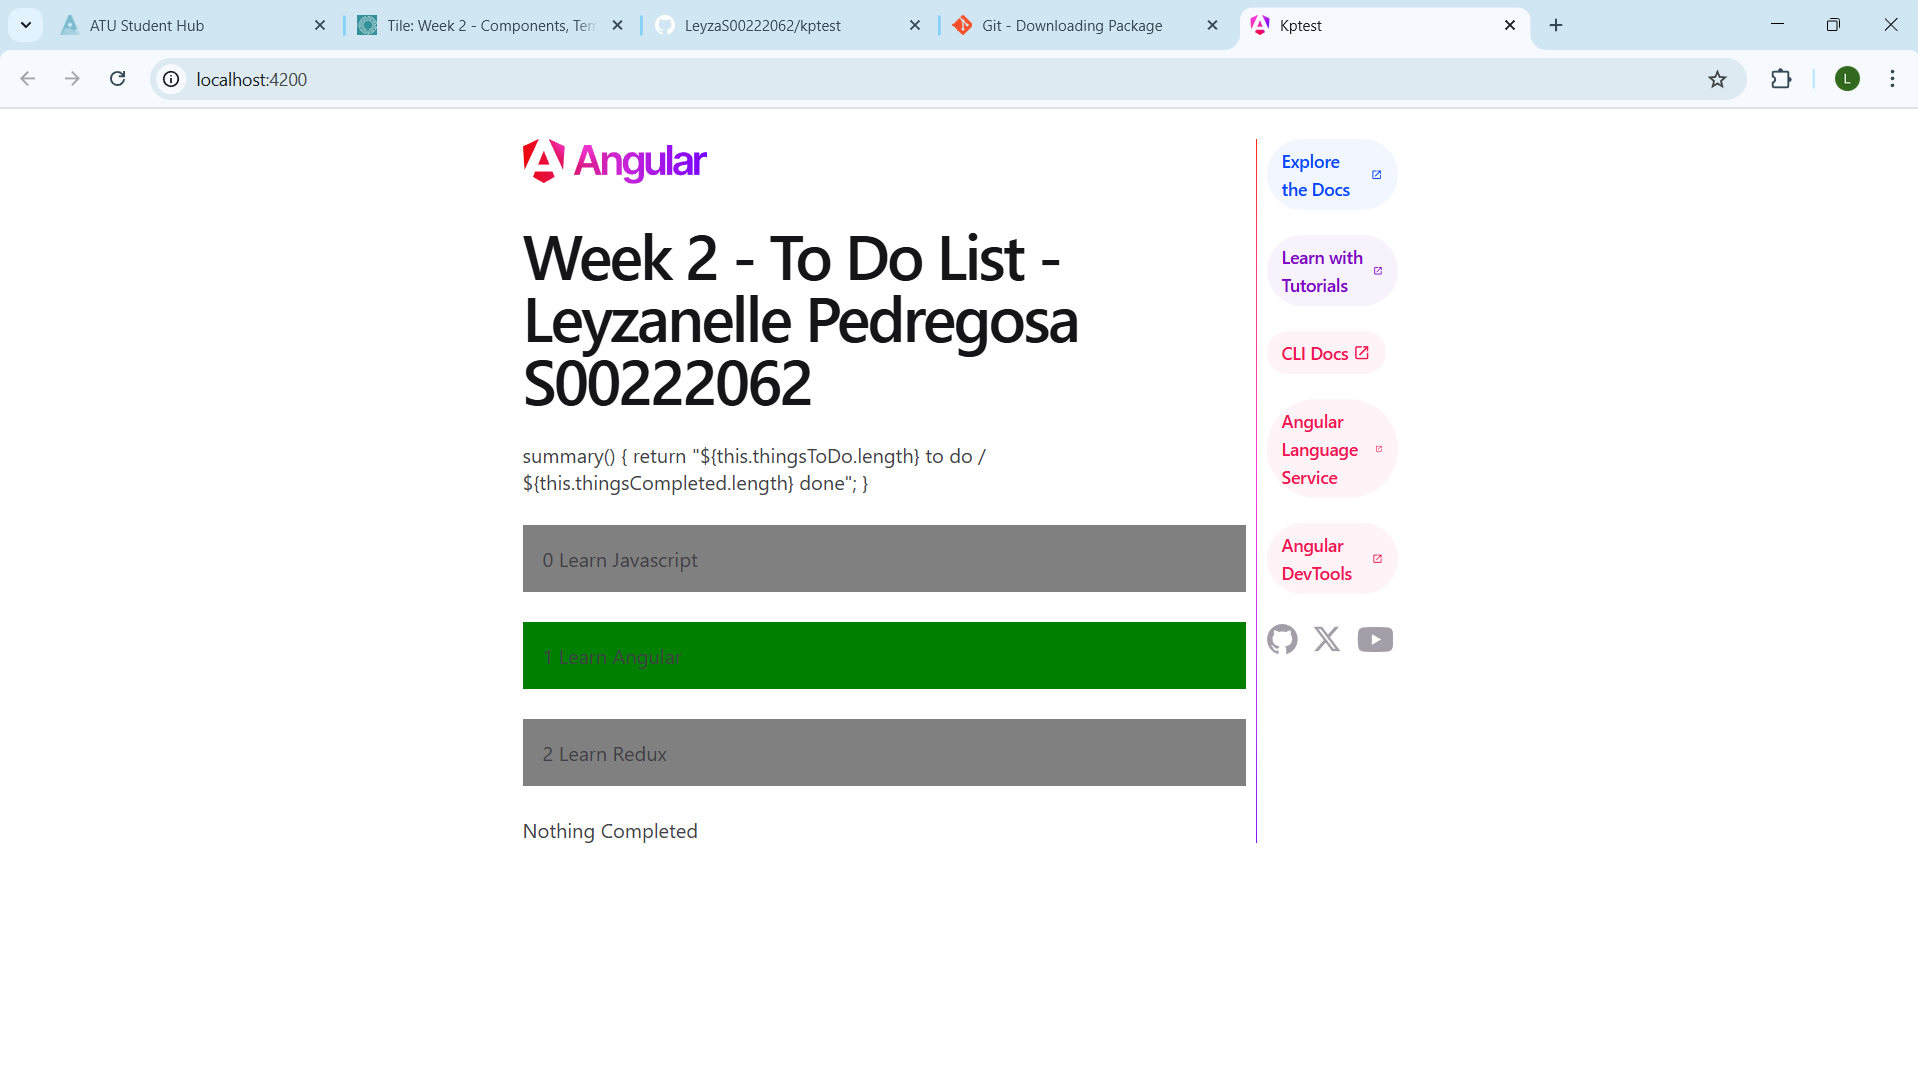 ATU Student Hub
Tile: Week 2 - Components, Tem
LeyzaS00222062/kptest
Git - Downloading Package
Kptest
localhost:4200
L
Angular
Week 2 - To Do List -
Leyzanelle Pedregosa
S00222062
summary() { return "${this.thingsToDo.length} to do /
${this.thingsCompleted.length} done"; }
0 Learn Javascript
1 Learn Angular
2 Learn Redux
Nothing Completed
Explore
the Docs
Learn with
Tutorials
CLI Docs
Angular
Language
Service
Angular
DevTools